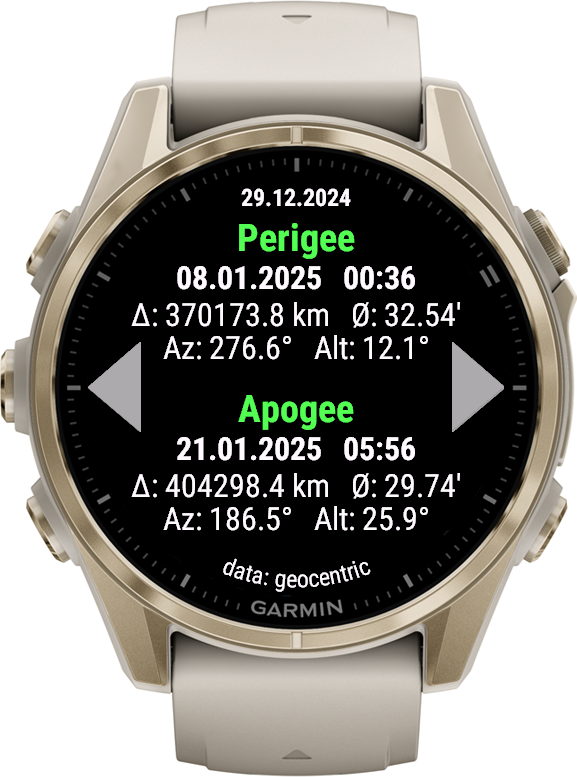 29.12.2024
Perigee
08.01.2025 00:36
Δ: 370173.8 km Ø: 32.54'
Az: 276.6° Alt: 12.1°
Apogee
21.01.2025 05:56
Δ: 404298.4 km Ø: 29.74'
Az: 186.5° Alt: 25.9°
data: geocentric
GARMIN